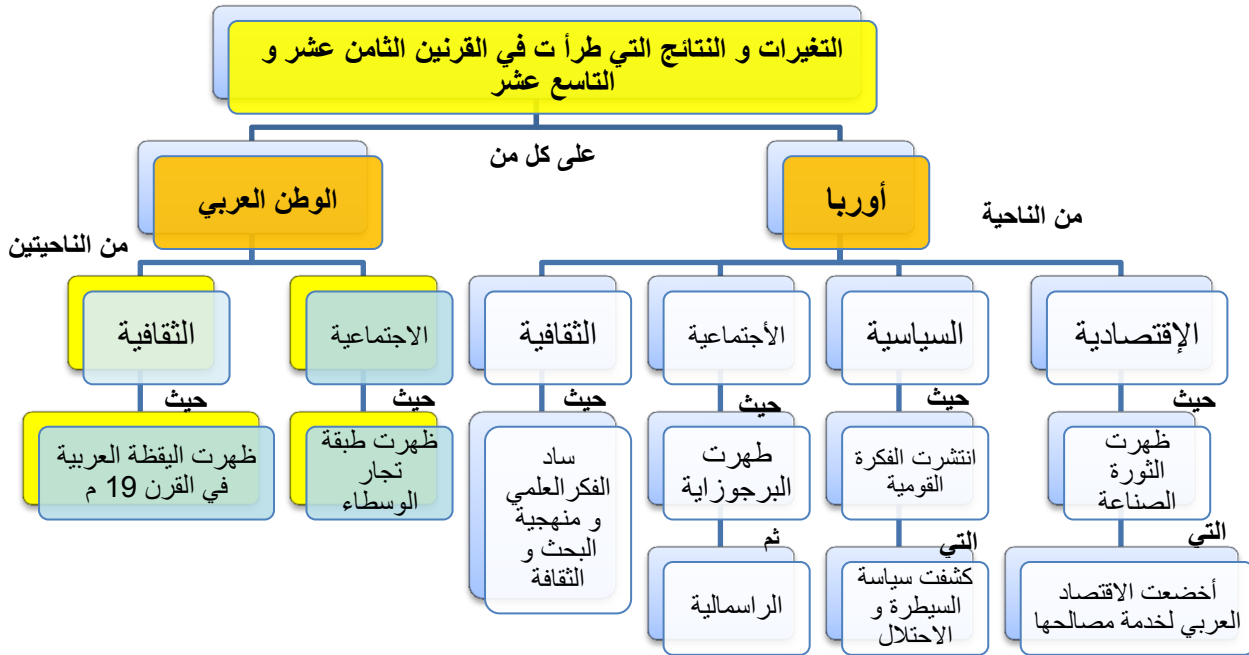 التغيرات و النتائج التي طرأ ت في القرنين الثامن عشر و
التاسع عشر
على كل من
أوربا
الوطن العربي
من الناحية
من الناحيتين
الإقتصادية
السياسية
الأجتماعية
الثقافية
الاجتماعية
الثقافية
حيث
حيث
حيث
حيث
حيث
حيث
ظهرت
الثورة
الصناعة
انتشرت الفكرة
القومية
طهرت
البرجوزاية
ساد
الفكرالعلمي
و منهجية
البحث و
الثقافة
ظهرت طبقة
تجار
الوسطاء
ظهرت اليقظة العربية
في القرن 19 م
التي
التي
ثم
أخضعت الاقتصاد
العربي لخدمة مصالحها
كشفت سياسة
السيطرة و
الاحتلال
الراسمالية